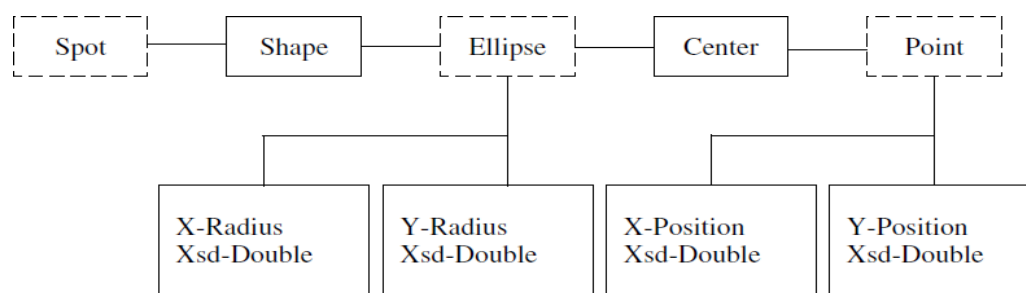 Spot
Shape
Ellipse
Center
Point
X-Radius
Xsd-Double
Y-Radius
Xsd-Double
X-Position
Xsd-Double
Y-Position
Xsd-Double